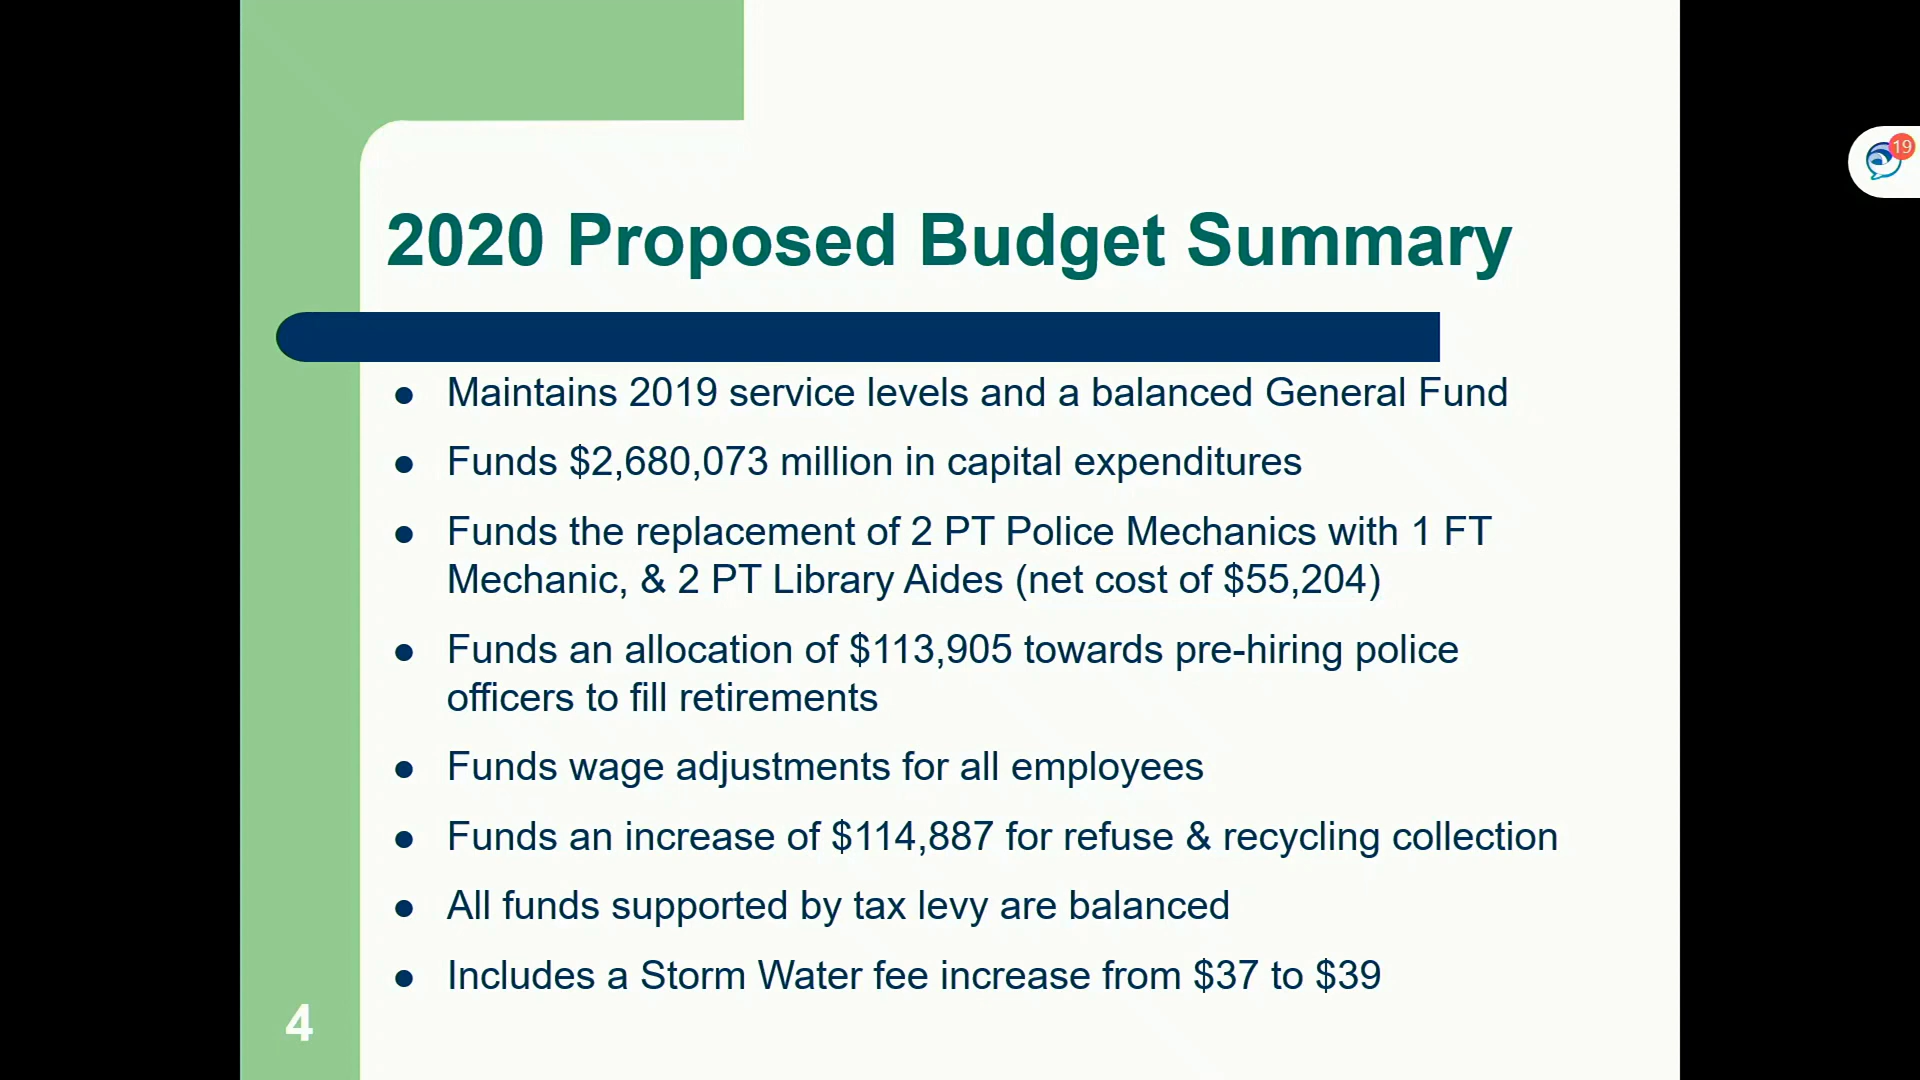 2020 Proposed Budget Summary
● Maintains 2019 service levels and a balanced General Fund
● Funds $2,680,073 million in capital expenditures
● Funds the replacement of 2 PT Police Mechanics with 1 FT
Mechanic, & 2 PT Library Aides (net cost of $55,204)
● Funds an allocation of $113,905 towards pre-hiring police
officers to fill retirements
● Funds wage adjustments for all employees
● Funds an increase of $114,887 for refuse & recycling collection
● All funds supported by tax levy are balanced
● Includes a Storm Water fee increase from $37 to $39
4
19